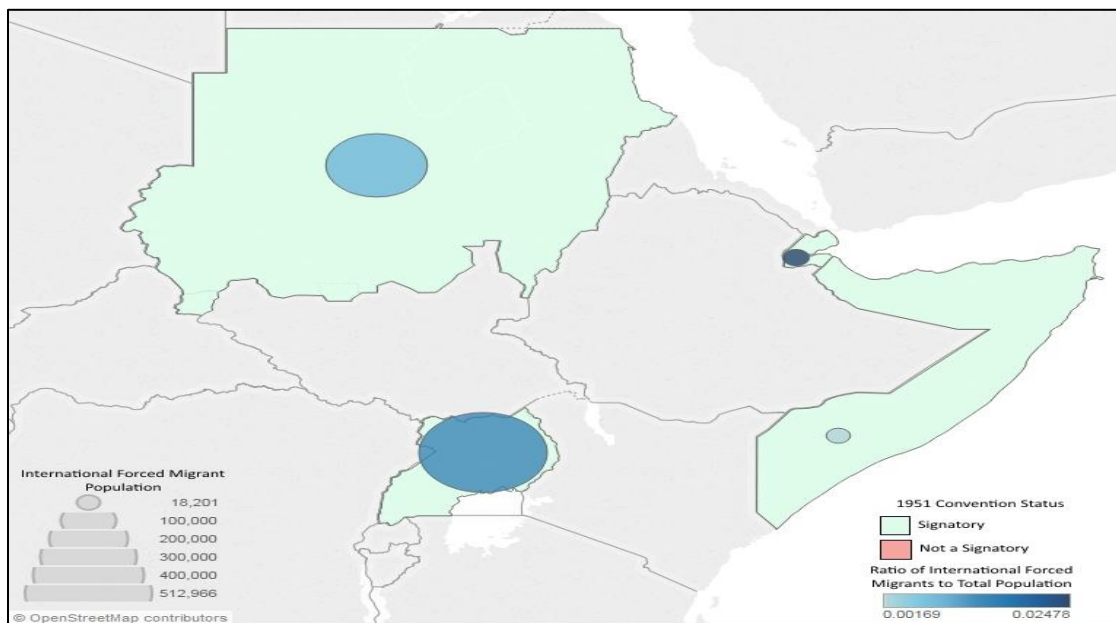 International Forced Migrant
Population
18,201
100,000
200,000
300,000
400,000
512,966
© OpenStreetMap contributors
1951 Convention Status
Signatory
Not a Signatory
Ratio of International Forced
Migrants to Total Population
0.00169 0.02478